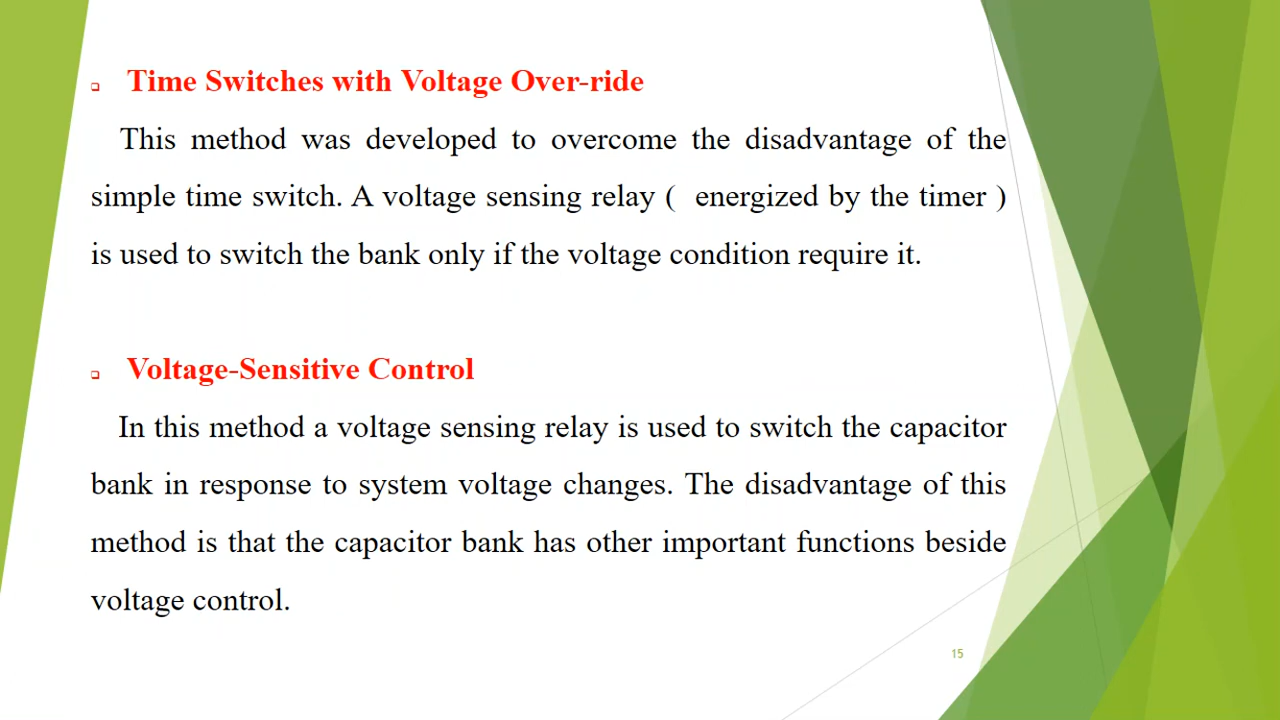 Time Switches with Voltage Over-ride
This method was developed to overcome the disadvantage of the
simple time switch. A voltage sensing relay (  energized by the timer )
is used to switch the bank only if the voltage condition require it.
Voltage-Sensitive Control
In this method a voltage sensing relay is used to switch the capacitor
bank in response to system voltage changes. The disadvantage of this
method is that the capacitor bank has other important functions beside
voltage control.
15